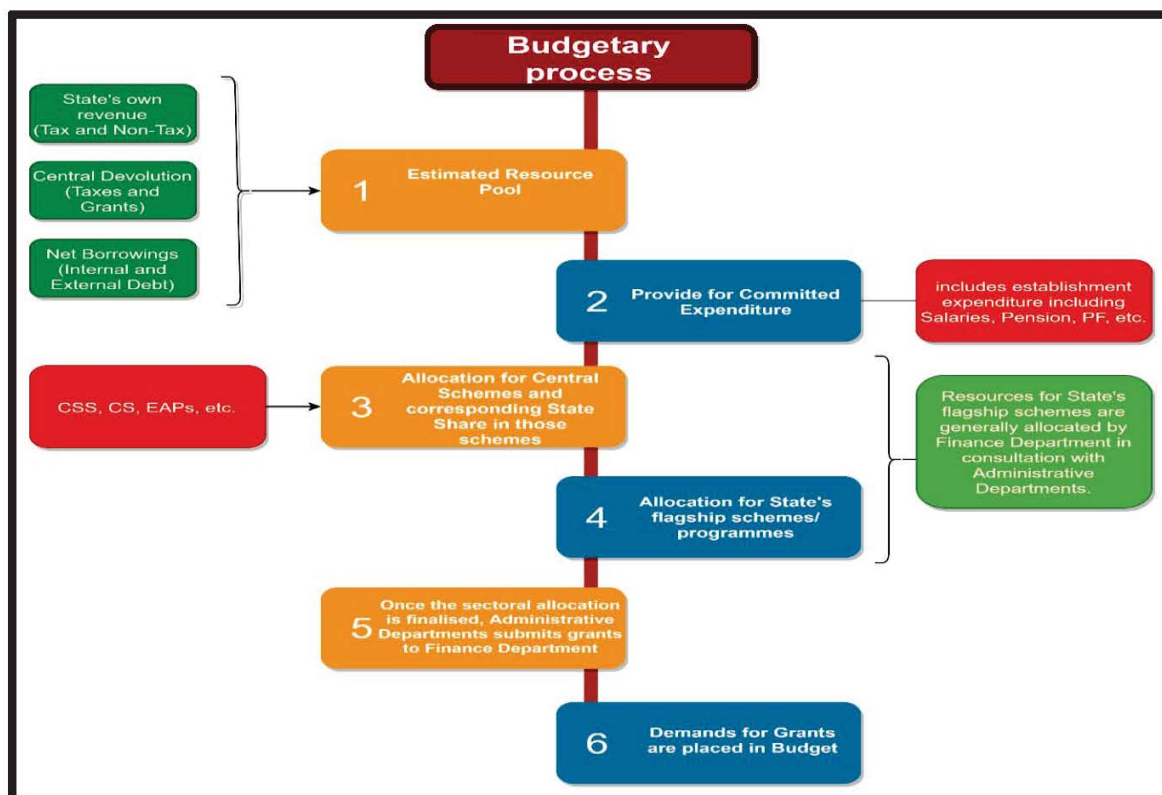 Budgetary
process
State's own
revenue
(Tax and Non-Tax)
Central Devolution
(Taxes and
Grants)
Net Borrowings
(Internal and
External Debt)
1
Estimated Resource
Pool
2
Provide for Committed
Expenditure
includes establishment
expenditure including
Salaries, Pension, PF, etc.
CSS, CS, EAPs, etc.
3
Allocation for Central
Schemes and
corresponding State
Share in those
schemes
4
Allocation for State's
flagship schemes/
programmes
Resources for State's
flagship schemes are
generally allocated by
Finance Department in
consultation with
Administrative
Departments.
5
Once the sectoral allocation
is finalised, Administrative
Departments submits grants
to Finance Department
6
Demands for Grants
are placed in Budget